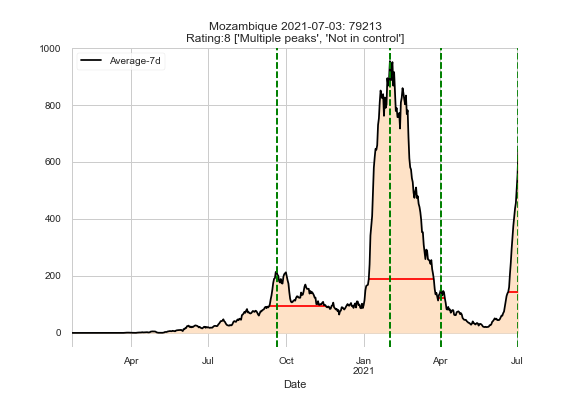 Mozambique 2021-07-03: 79213
Rating:8 ['Multiple peaks', 'Not in control']
Average-7d
1000
800
600
400
200
0
Apr
Jul
Oct
Jan
2021
Apr
Jul
Date